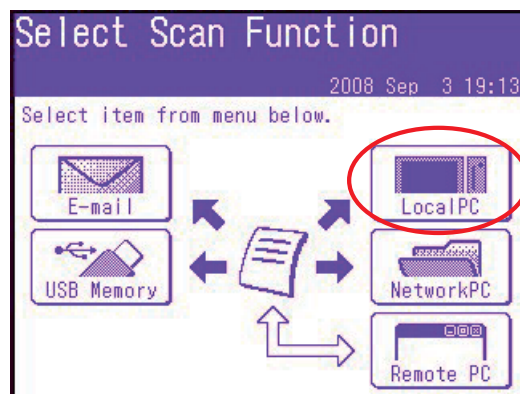 Select Scan Function
2008 Sep 3 19:13
Select item from menu below.
E-mail
LocalPC
USB Memory
NetworkPC
Remote PC